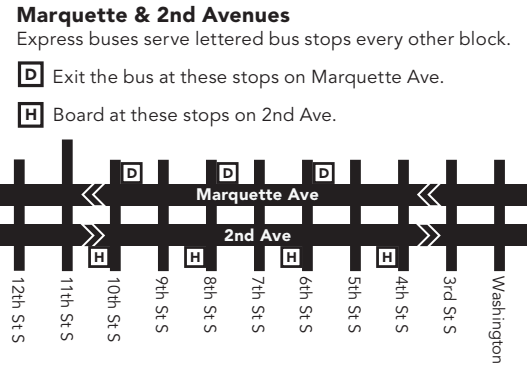 Marquette & 2nd Avenues
Express buses serve lettered bus stops every other block.
D Exit the bus at these stops on Marquette Ave.
H Board at these stops on 2nd Ave.
D D D
Marquette Ave
2nd Ave
H H H H
12th St S
11th St S
10th St S
9th St S
8th St S
7th St S
6th St S
5th St S
4th St S
3rd St S
Washington